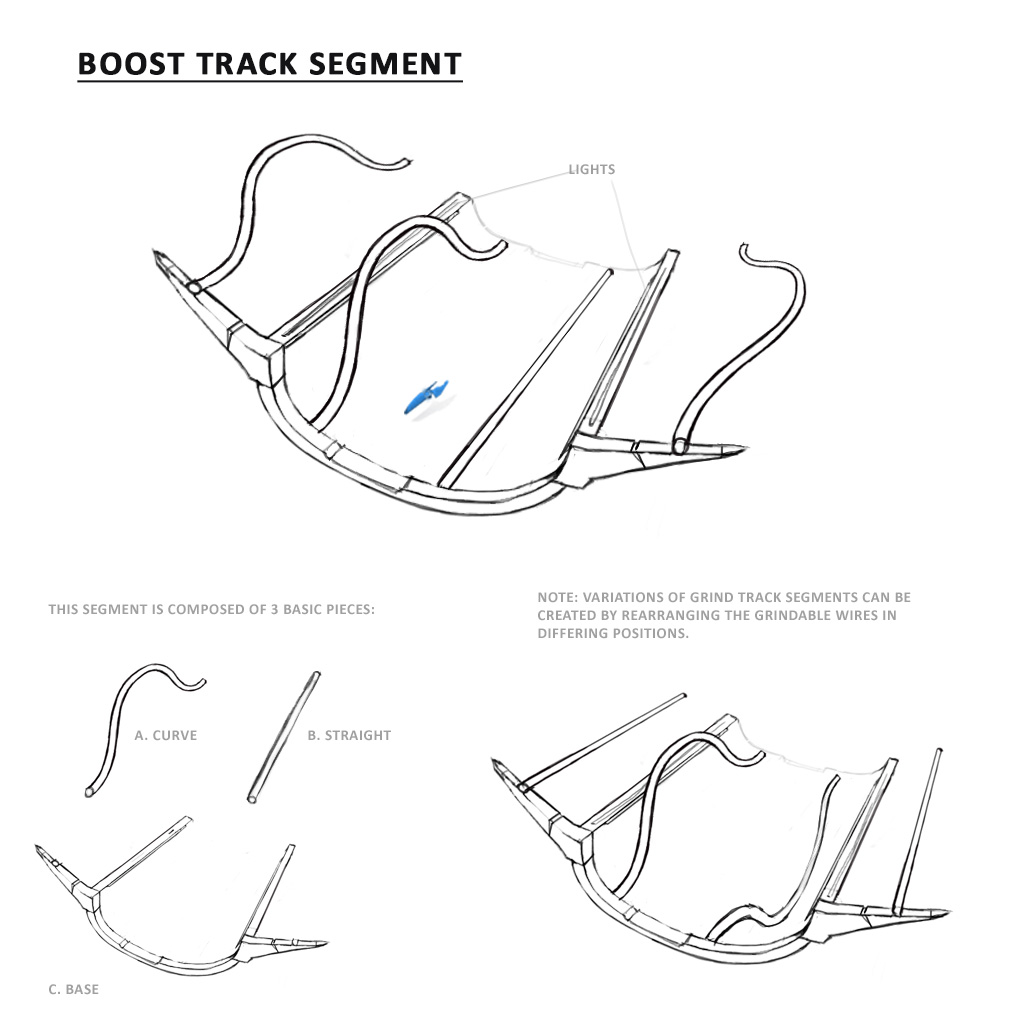 BOOST TRACK SEGMENT
LIGHTS
THIS SEGMENT IS COMPOSED OF 3 BASIC PIECES:
NOTE: VARIATIONS OF GRIND TRACK SEGMENTS CAN BE
CREATED BY REARRANGING THE GRINDABLE WIRES IN
DIFFERING POSITIONS.
A. CURVE
B. STRAIGHT
C. BASE